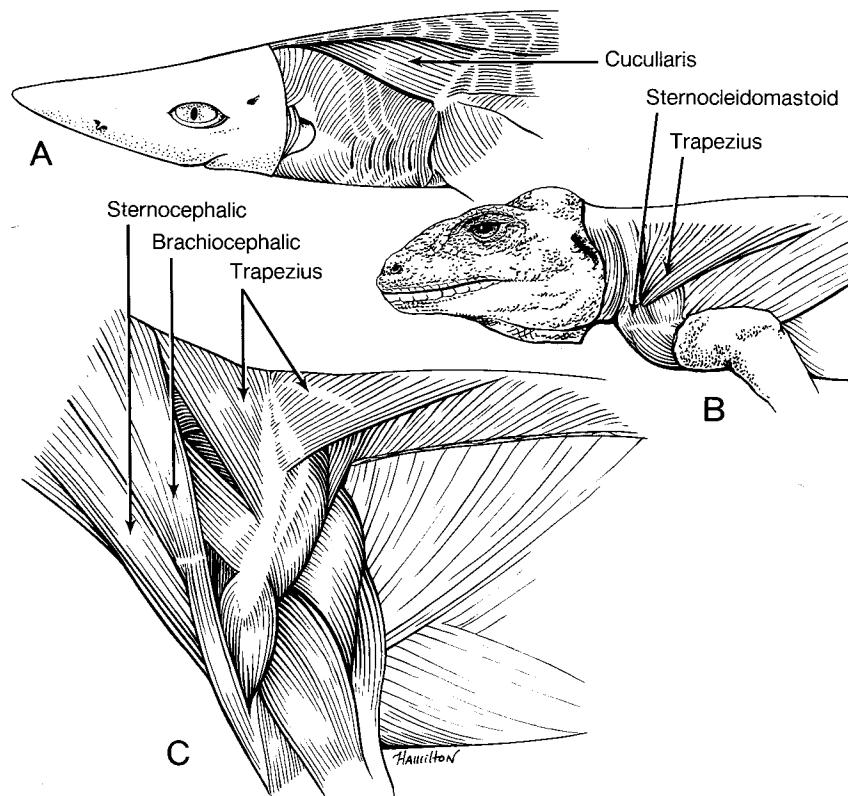 Cucullaris
Sternocleidomastoid
Trapezius
A
Sternocephalic
Brachiocephalic
Trapezius
B
C
HAMILTON